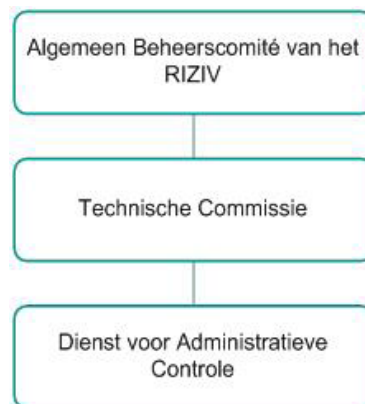 Algemeen Beheerscomité van het
RIZIV
Technische Commissie
Dienst voor Administratieve
Controle